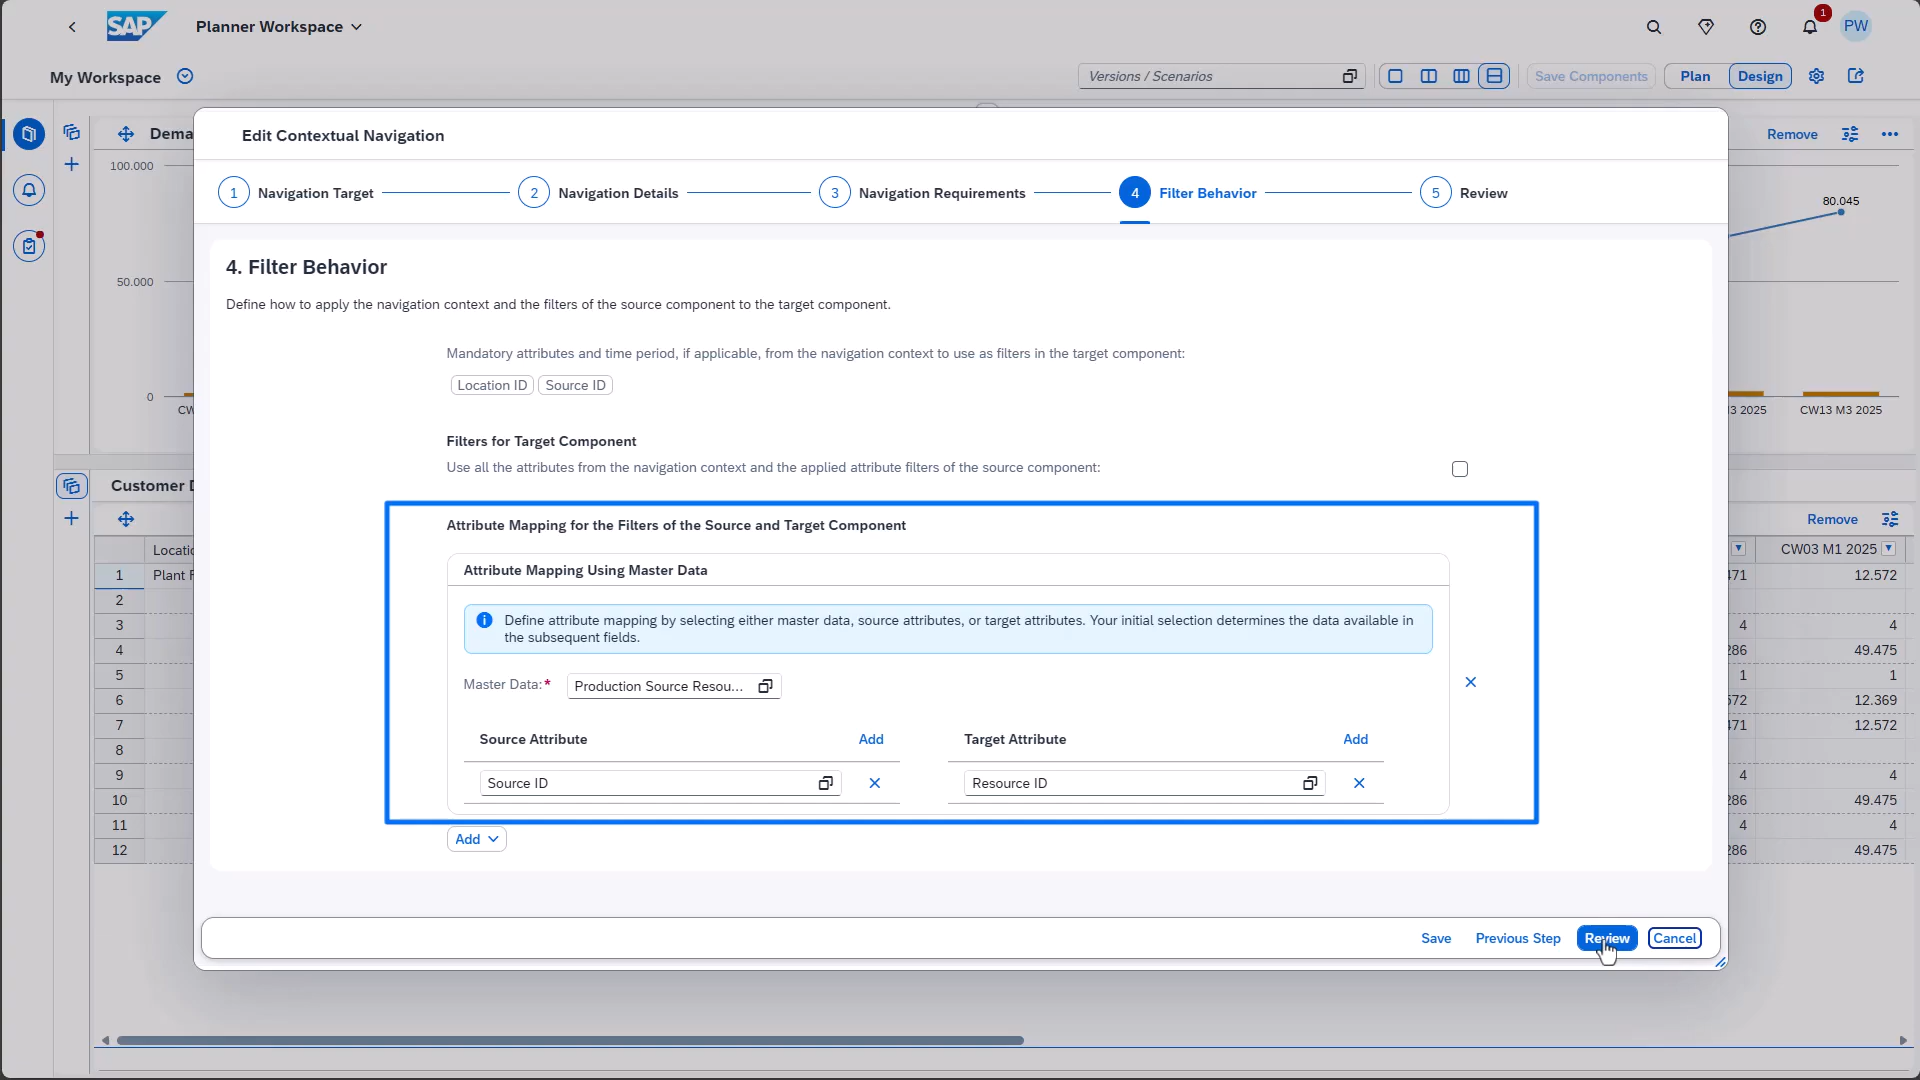 SAP Planner Workspace
1
PW
My Workspace
Versions / Scenarios
Save Components
Plan
Design
Dema
Remove
100.000
50.000
0
CW
80.045
3 2025
CW13 M3 2025
Edit Contextual Navigation
1 Navigation Target
2 Navigation Details
3 Navigation Requirements
4 Filter Behavior
5 Review
4. Filter Behavior
Define how to apply the navigation context and the filters of the source component to the target component.
Mandatory attributes and time period, if applicable, from the navigation context to use as filters in the target component:
Location ID Source ID
Filters for Target Component
Use all the attributes from the navigation context and the applied attribute filters of the source component:
Attribute Mapping for the Filters of the Source and Target Component
Attribute Mapping Using Master Data
Define attribute mapping by selecting either master data, source attributes, or target attributes. Your initial selection determines the data available in
the subsequent fields.
Master Data:* Production Source Resou...
Source Attribute Add Target Attribute Add
Source ID Resource ID
Add
Save Previous Step Review Cancel
Customer D
Remove
Locatio CW03 M1 2025
1 Plant F 471 12.572
2
3 4 4
4 286 49.475
5 1 1
6 572 12.369
7 471 12.572
8
9 4 4
10 286 49.475
11 4 4
12 286 49.475